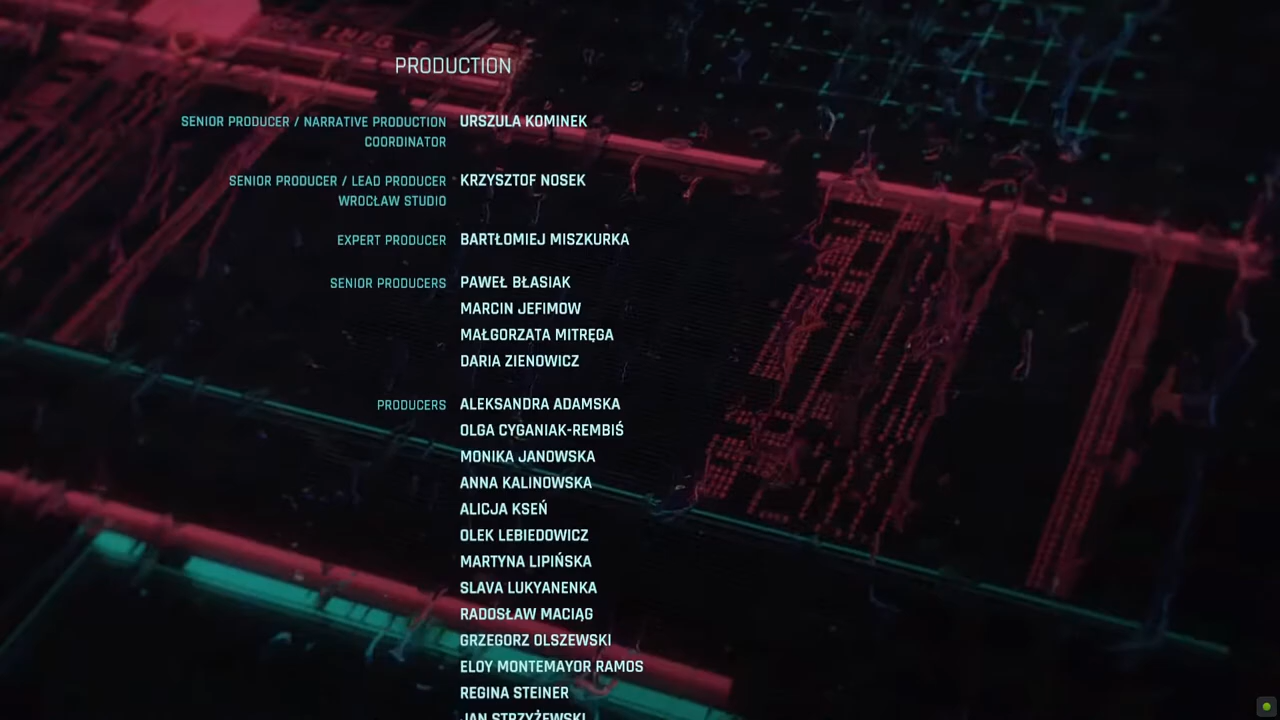 PRODUCTION
SENIOR PRODUCER / NARRATIVE PRODUCTION COORDINATOR URSZULA KOMINEK
SENIOR PRODUCER / LEAD PRODUCER WROCŁAW STUDIO KRZYSZTOF NOSEK
EXPERT PRODUCER BARTŁOMIEJ MISZKURKA
SENIOR PRODUCERS PAWEŁ BŁASIAK
MARCIN JEFIMOW
MAŁGORZATA MITRĘGA
DARIA ZIENOWICZ
PRODUCERS ALEKSANDRA ADAMSKA
OLGA CYGANIAK-REMBIŚ
MONIKA JANOWSKA
ANNA KALINOWSKA
ALICJA KSEŃ
OLEK LEBIEDOWICZ
MARTYNA LIPIŃSKA
SLAVA LUKYANENKA
RADOSŁAW MACIĄG
GRZEGORZ OLSZEWSKI
ELOY MONTEMAYOR RAMOS
REGINA STEINER
JAN STRZYŻEWSKI